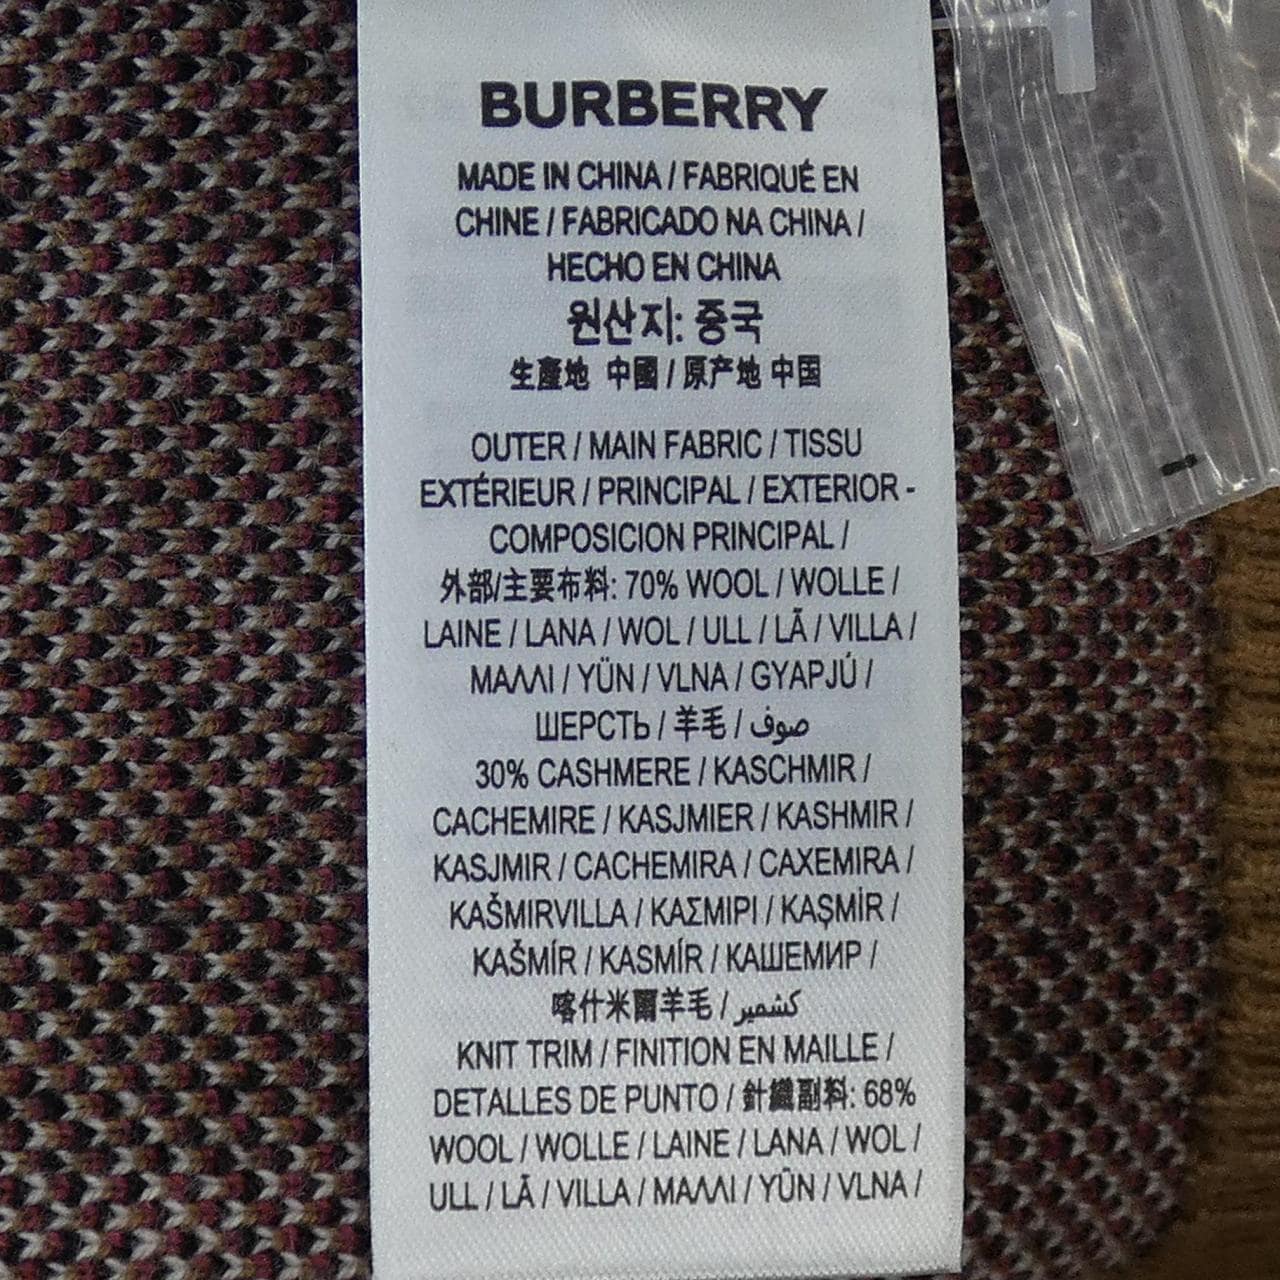 BURBERRY
MADE IN CHINA / FABRIQUÉ EN
CHINE / FABRICADO NA CHINA /
HECHO EN CHINA
원산지: 중국
生產地 中國 / 原产地 中国
OUTER / MAIN FABRIC / TISSU
EXTÉRIEUR / PRINCIPAL / EXTERIOR -
COMPOSICION PRINCIPAL /
外部/主要布料: 70% WOOL / WOLLE /
LAINE / LANA / WOL / ULL / LÃ / VILLA /
ΜΑΛΛΙ / YÜN / VLNA / GYAPJÚ /
ШЕРСТЬ / 羊毛 / صوف
30% CASHMERE / KASCHMIR /
CACHEMIRE / KASJMIER / KASHMIR /
KASJMIR / CACHEMIRA / CAXEMIRA /
KAŠMIRVILLA / ΚΑΣΜΙΡΙ / KAŞMİR /
KAŠMÍR / KASMÍR / КАШЕМИР /
喀什米爾羊毛 / كشمير
KNIT TRIM / FINITION EN MAILLE /
DETALLES DE PUNTO / 針織副料: 68%
WOOL / WOLLE / LAINE / LANA / WOL /
ULL / LÃ / VILLA / ΜΑΛΛΙ / YÜN / VLNA /